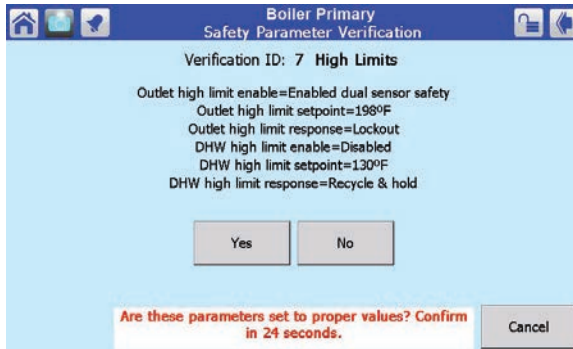 Boiler Primary
Safety Parameter Verification
Verification ID: 7 High Limits
Outlet high limit enable=Enabled dual sensor safety
Outlet high limit setpoint=198ºF
Outlet high limit response=Lockout
DHW high limit enable=Disabled
DHW high limit setpoint=130ºF
DHW high limit response=Recycle & hold
Yes
No
Are these parameters set to proper values? Confirm
in 24 seconds.
Cancel